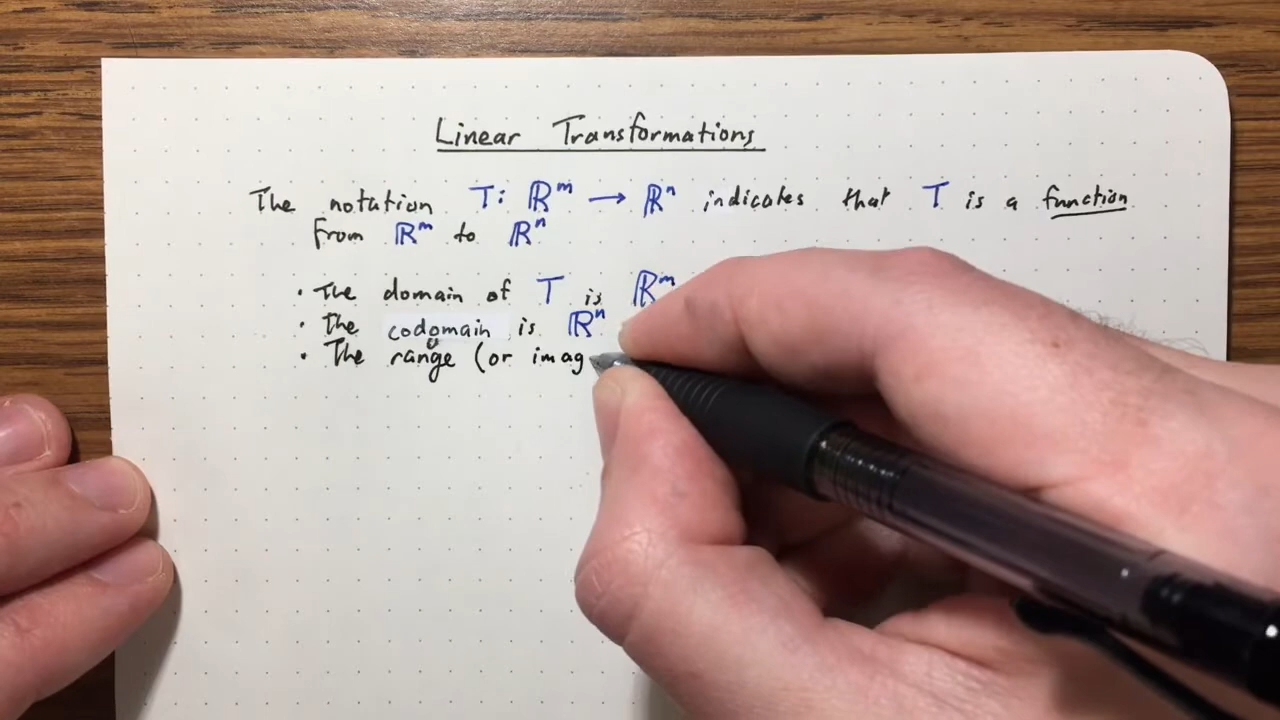 Linear Transformations
The notation T: ℝᵐ → ℝⁿ indicates that T is a function
from ℝᵐ to ℝⁿ
· The domain of T is ℝᵐ
· The codomain is ℝⁿ
· The range (or imag